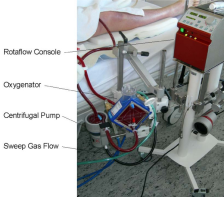 Rotaflow Console
Oxygenator
Centrifugal Pump
Sweep Gas Flow